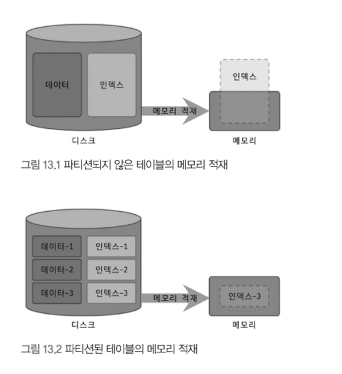 데이터
인덱스
인덱스
메모리 적재
디스크
메모리
그림 13.1 파티션되지 않은 테이블의 메모리 적재
데이터-1
인덱스-1
데이터-2
인덱스-2
데이터-3
인덱스-3
인덱스-3
메모리 적재
디스크
메모리
그림 13.2 파티션된 테이블의 메모리 적재